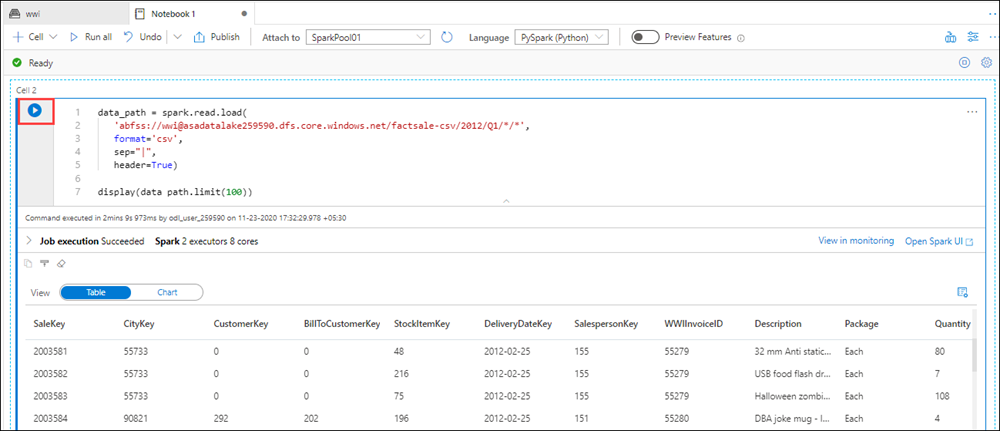 wwi
Notebook 1
Cell
Run all
Undo
Publish
Attach to
SparkPool01
Language
PySpark (Python)
Preview Features
Ready
Cell 2
1 data_path = spark.read.load(
2 'abfss://wwi@asadatalake259590.dfs.core.windows.net/factsale-csv/2012/Q1/*/*',
3 format='csv',
4 sep="|",
5 header=True)
6
7 display(data path.limit(100))
Command executed in 2mins 9s 973ms by odl_user_259590 on 11-23-2020 17:32:29.978 +05:30
Job execution Succeeded Spark 2 executors 8 cores View in monitoring Open Spark UI
View Table Chart
SaleKey CityKey CustomerKey BillToCustomerKey StockItemKey DeliveryDateKey SalespersonKey WWIInvoiceID Description Package Quantity
2003581 55733 0 0 48 2012-02-25 155 55279 32 mm Anti static... Each 80
2003582 55733 0 0 216 2012-02-25 155 55279 USB food flash dr... Each 7
2003583 55733 0 0 75 2012-02-25 155 55279 Halloween zombi... Each 108
2003584 90821 292 202 196 2012-02-25 151 55280 DBA joke mug - I... Each 4